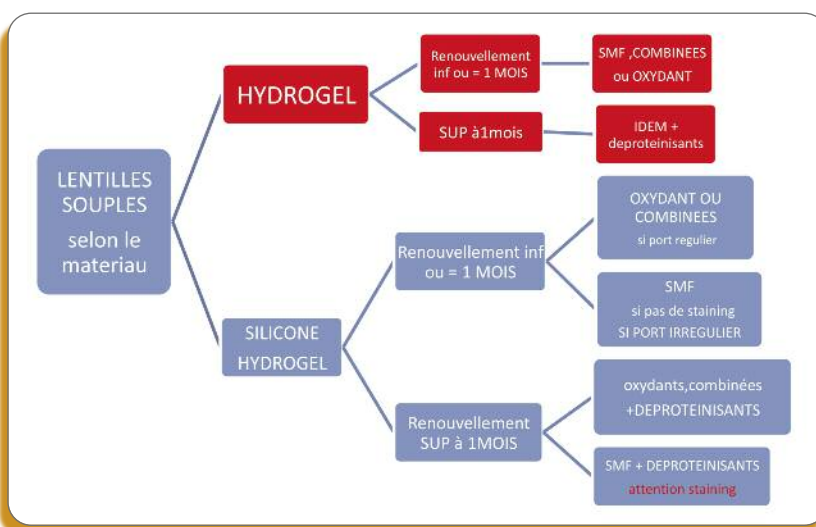 LENTILLES
SOUPLES
selon le
materiau
HYDROGEL
Renouvellement
inf ou = 1 MOIS
SMF ,COMBINEES
ou OXYDANT
SUP à1mois
IDEM +
deproteinisants
SILICONE
HYDROGEL
Renouvellement inf
ou = 1 MOIS
OXYDANT OU
COMBINEES
si port regulier
SMF
si pas de staining
SI PORT IRREGULIER
Renouvellement
SUP à 1MOIS
oxydants,combinées
+DEPROTEINISANTS
SMF + DEPROTEINISANTS
attention staining